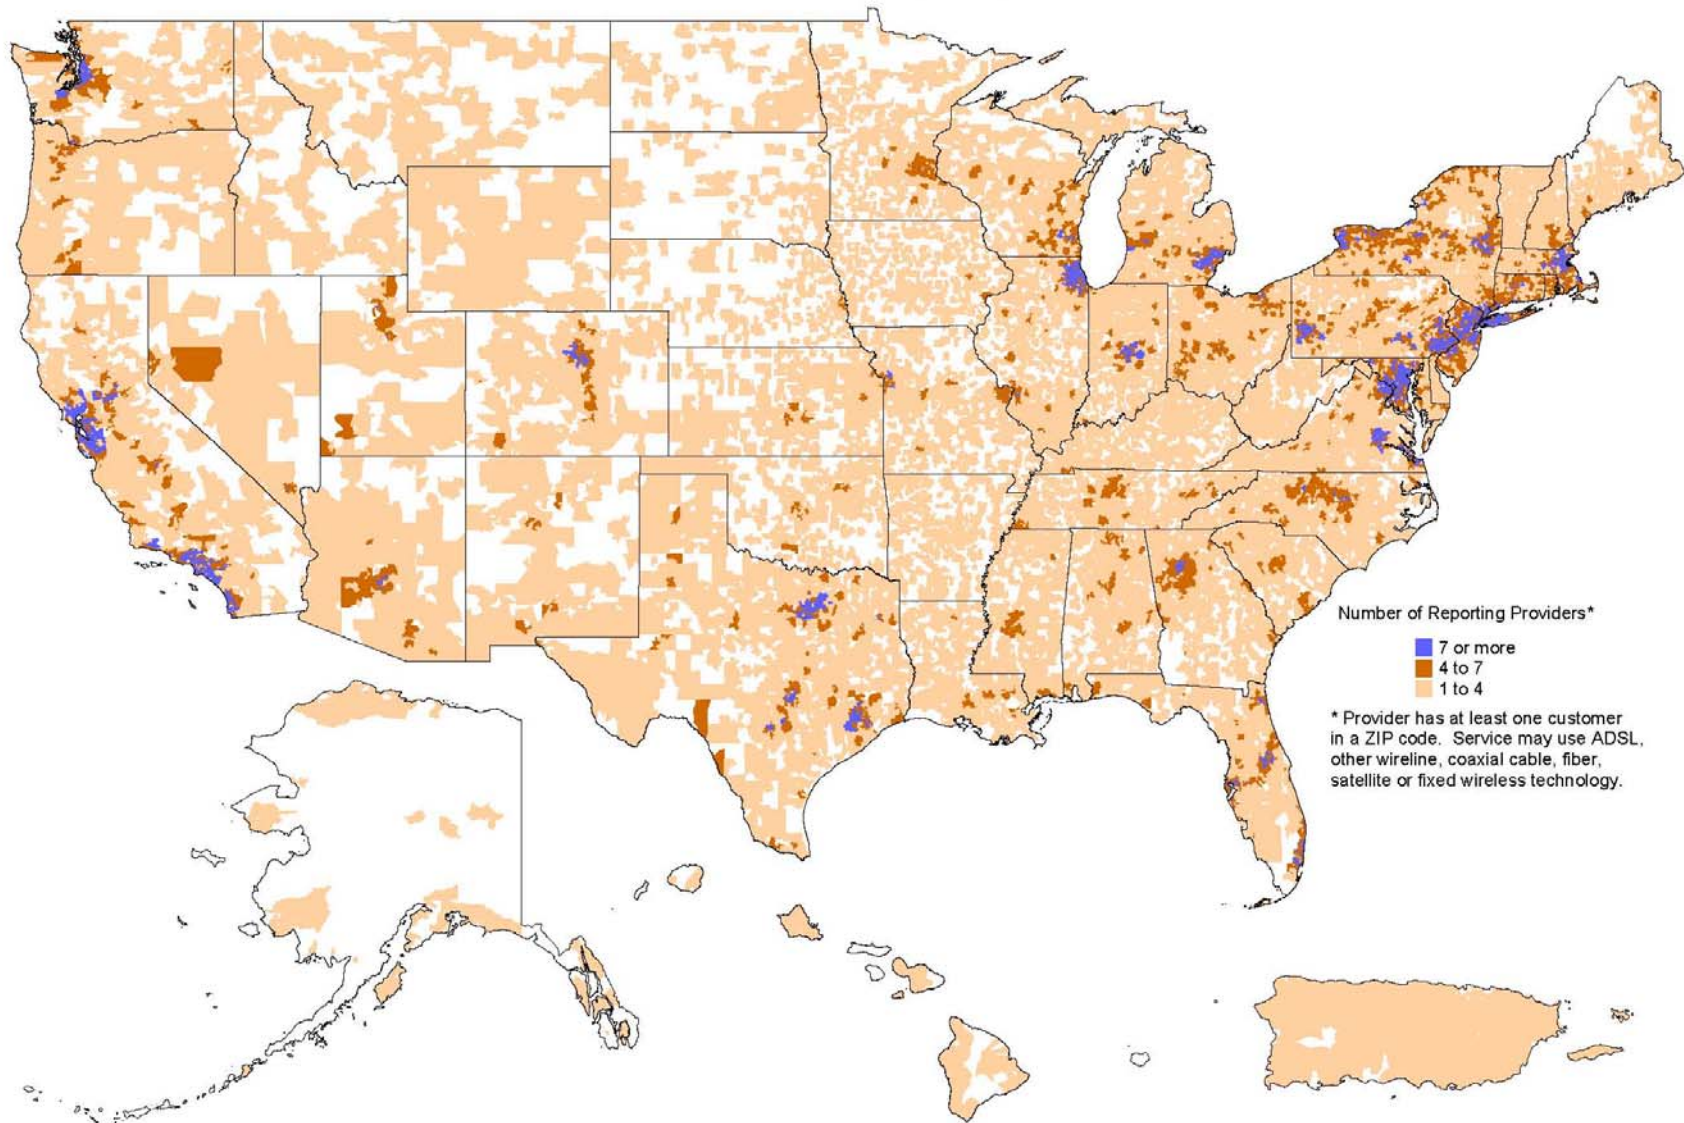 Number of Reporting Providers*
7 or more
4 to 7
1 to 4
* Provider has at least one customer
in a ZIP code. Service may use ADSL,
other wireline, coaxial cable, fiber,
satellite or fixed wireless technology.